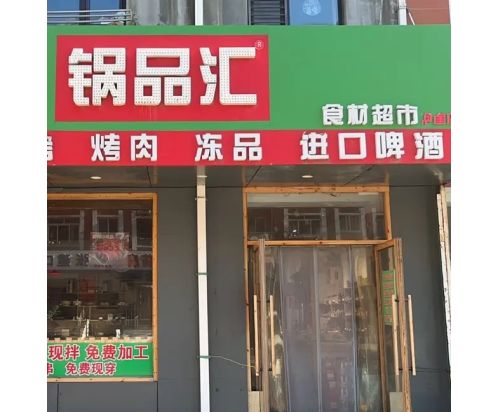 锅品汇®
食材超市
烤肉 冻品 进口啤酒
现拌 免费加工
串 免费现穿